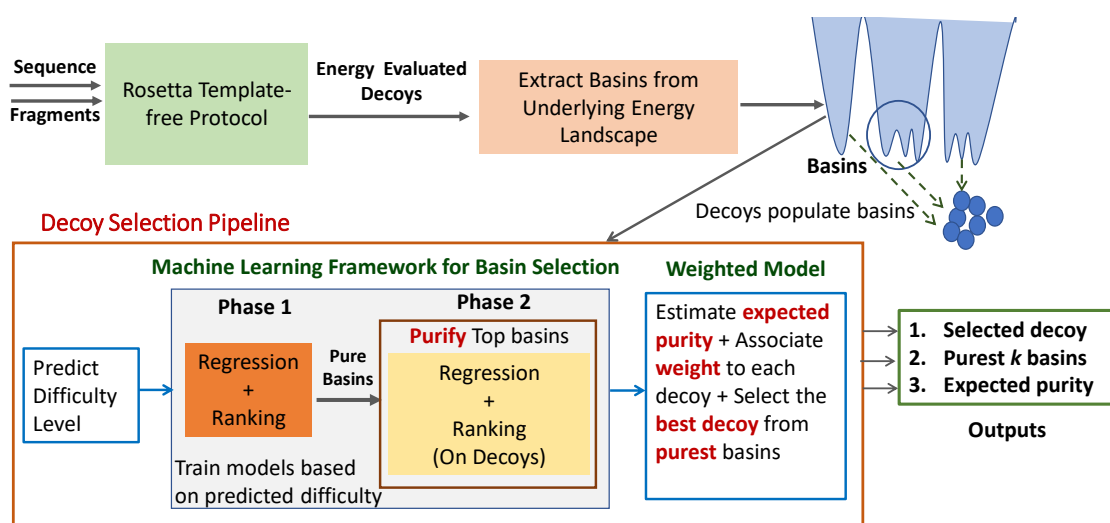 Sequence
Fragments
Rosetta Template-
free Protocol
Energy Evaluated
Decoys
Extract Basins from
Underlying Energy
Landscape
Basins
Decoys populate basins
Decoy Selection Pipeline
Machine Learning Framework for Basin Selection
Weighted Model
Predict
Difficulty
Level
Phase 1
Regression
+
Ranking
Pure
Basins
Train models based
on predicted difficulty
Phase 2
Purify Top basins
Regression
+
Ranking
(On Decoys)
Estimate expected
purity + Associate
weight to each
decoy + Select the
best decoy from
purest basins
1. Selected decoy
2. Purest k basins
3. Expected purity
Outputs